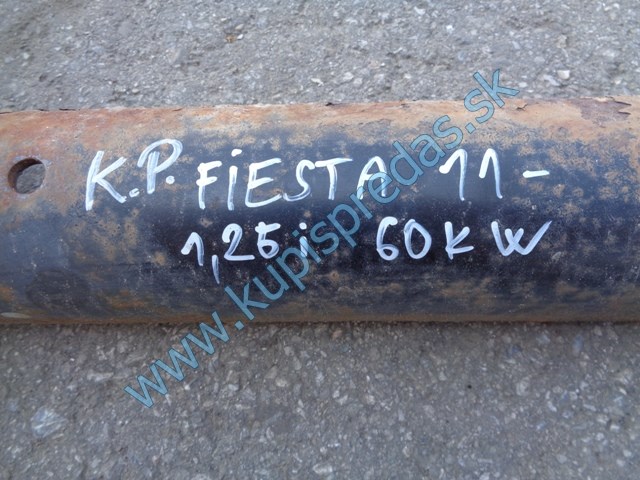 K.P. FiESTA 11-
1,25i 60KW
www.kupispredas.sk